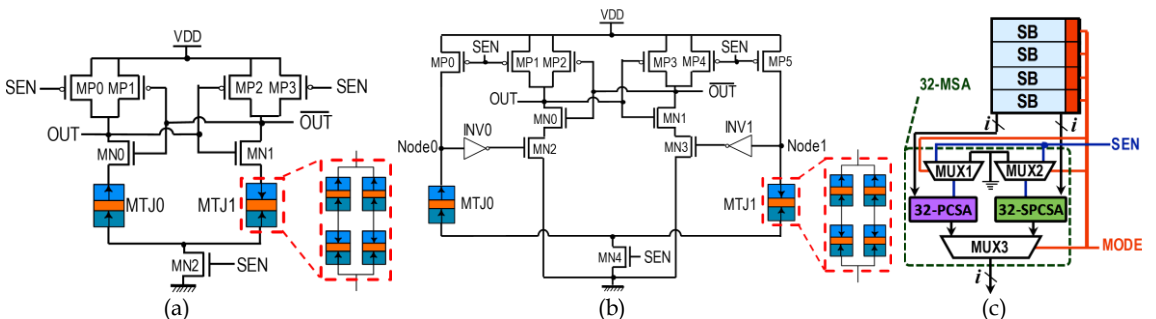 (a)
VDD
SEN
MP0
MP1
MP2
MP3
SEN
OUT
OUT
MN0
MN1
MTJ0
MTJ1
MN2
SEN
(b)
VDD
MP0
SEN
MP1
MP2
MP3
MP4
SEN
MP5
OUT
OUT
MN0
MN1
Node0
INV0
MN2
MN3
INV1
Node1
MTJ0
MTJ1
MN4
SEN
(c)
SB
SB
SB
SB
32-MSA
i
i
SEN
MUX1
MUX2
32-PCSA
32-SPCSA
MODE
MUX3
i